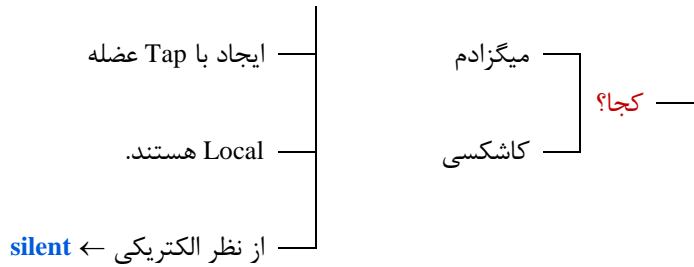 کجا؟
میگزادم
کاشکسی
ایجاد با Tap عضله
Local هستند.
از نظر الکتریکی ← silent